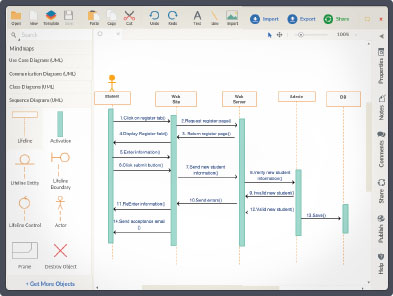 Open
View
Template
Save
Paste
Copy
Cut
Undo
Redo
Text
Line
Export
Import
Export
Share
Search
100%
Mindmaps
Use Case Diagram (UML)
Communication Diagram (UML)
Class Diagram (UML)
Sequence Diagram (UML)
Lifeline
Activation
Lifeline Entity
Lifeline
Boundary
Lifeline Control
Actor
Frame
Destroy Object
+ Get More Objects
Student
Web
Site
Web
Server
Admin
DB
1.Click on register tab()
2.Request register page()
3. Return register page()
4.Display Register field()
5.Enter information()
6.Click submit button()
7.Send new student
information()
8.Verify new student
information()
9. Invalid new student()
10.Send errors()
11.ReEnter information()
12.Valid new student()
13.Save()
14.Send acceptance email
()
Properties
Notes
Comments
Share
Publish
Help